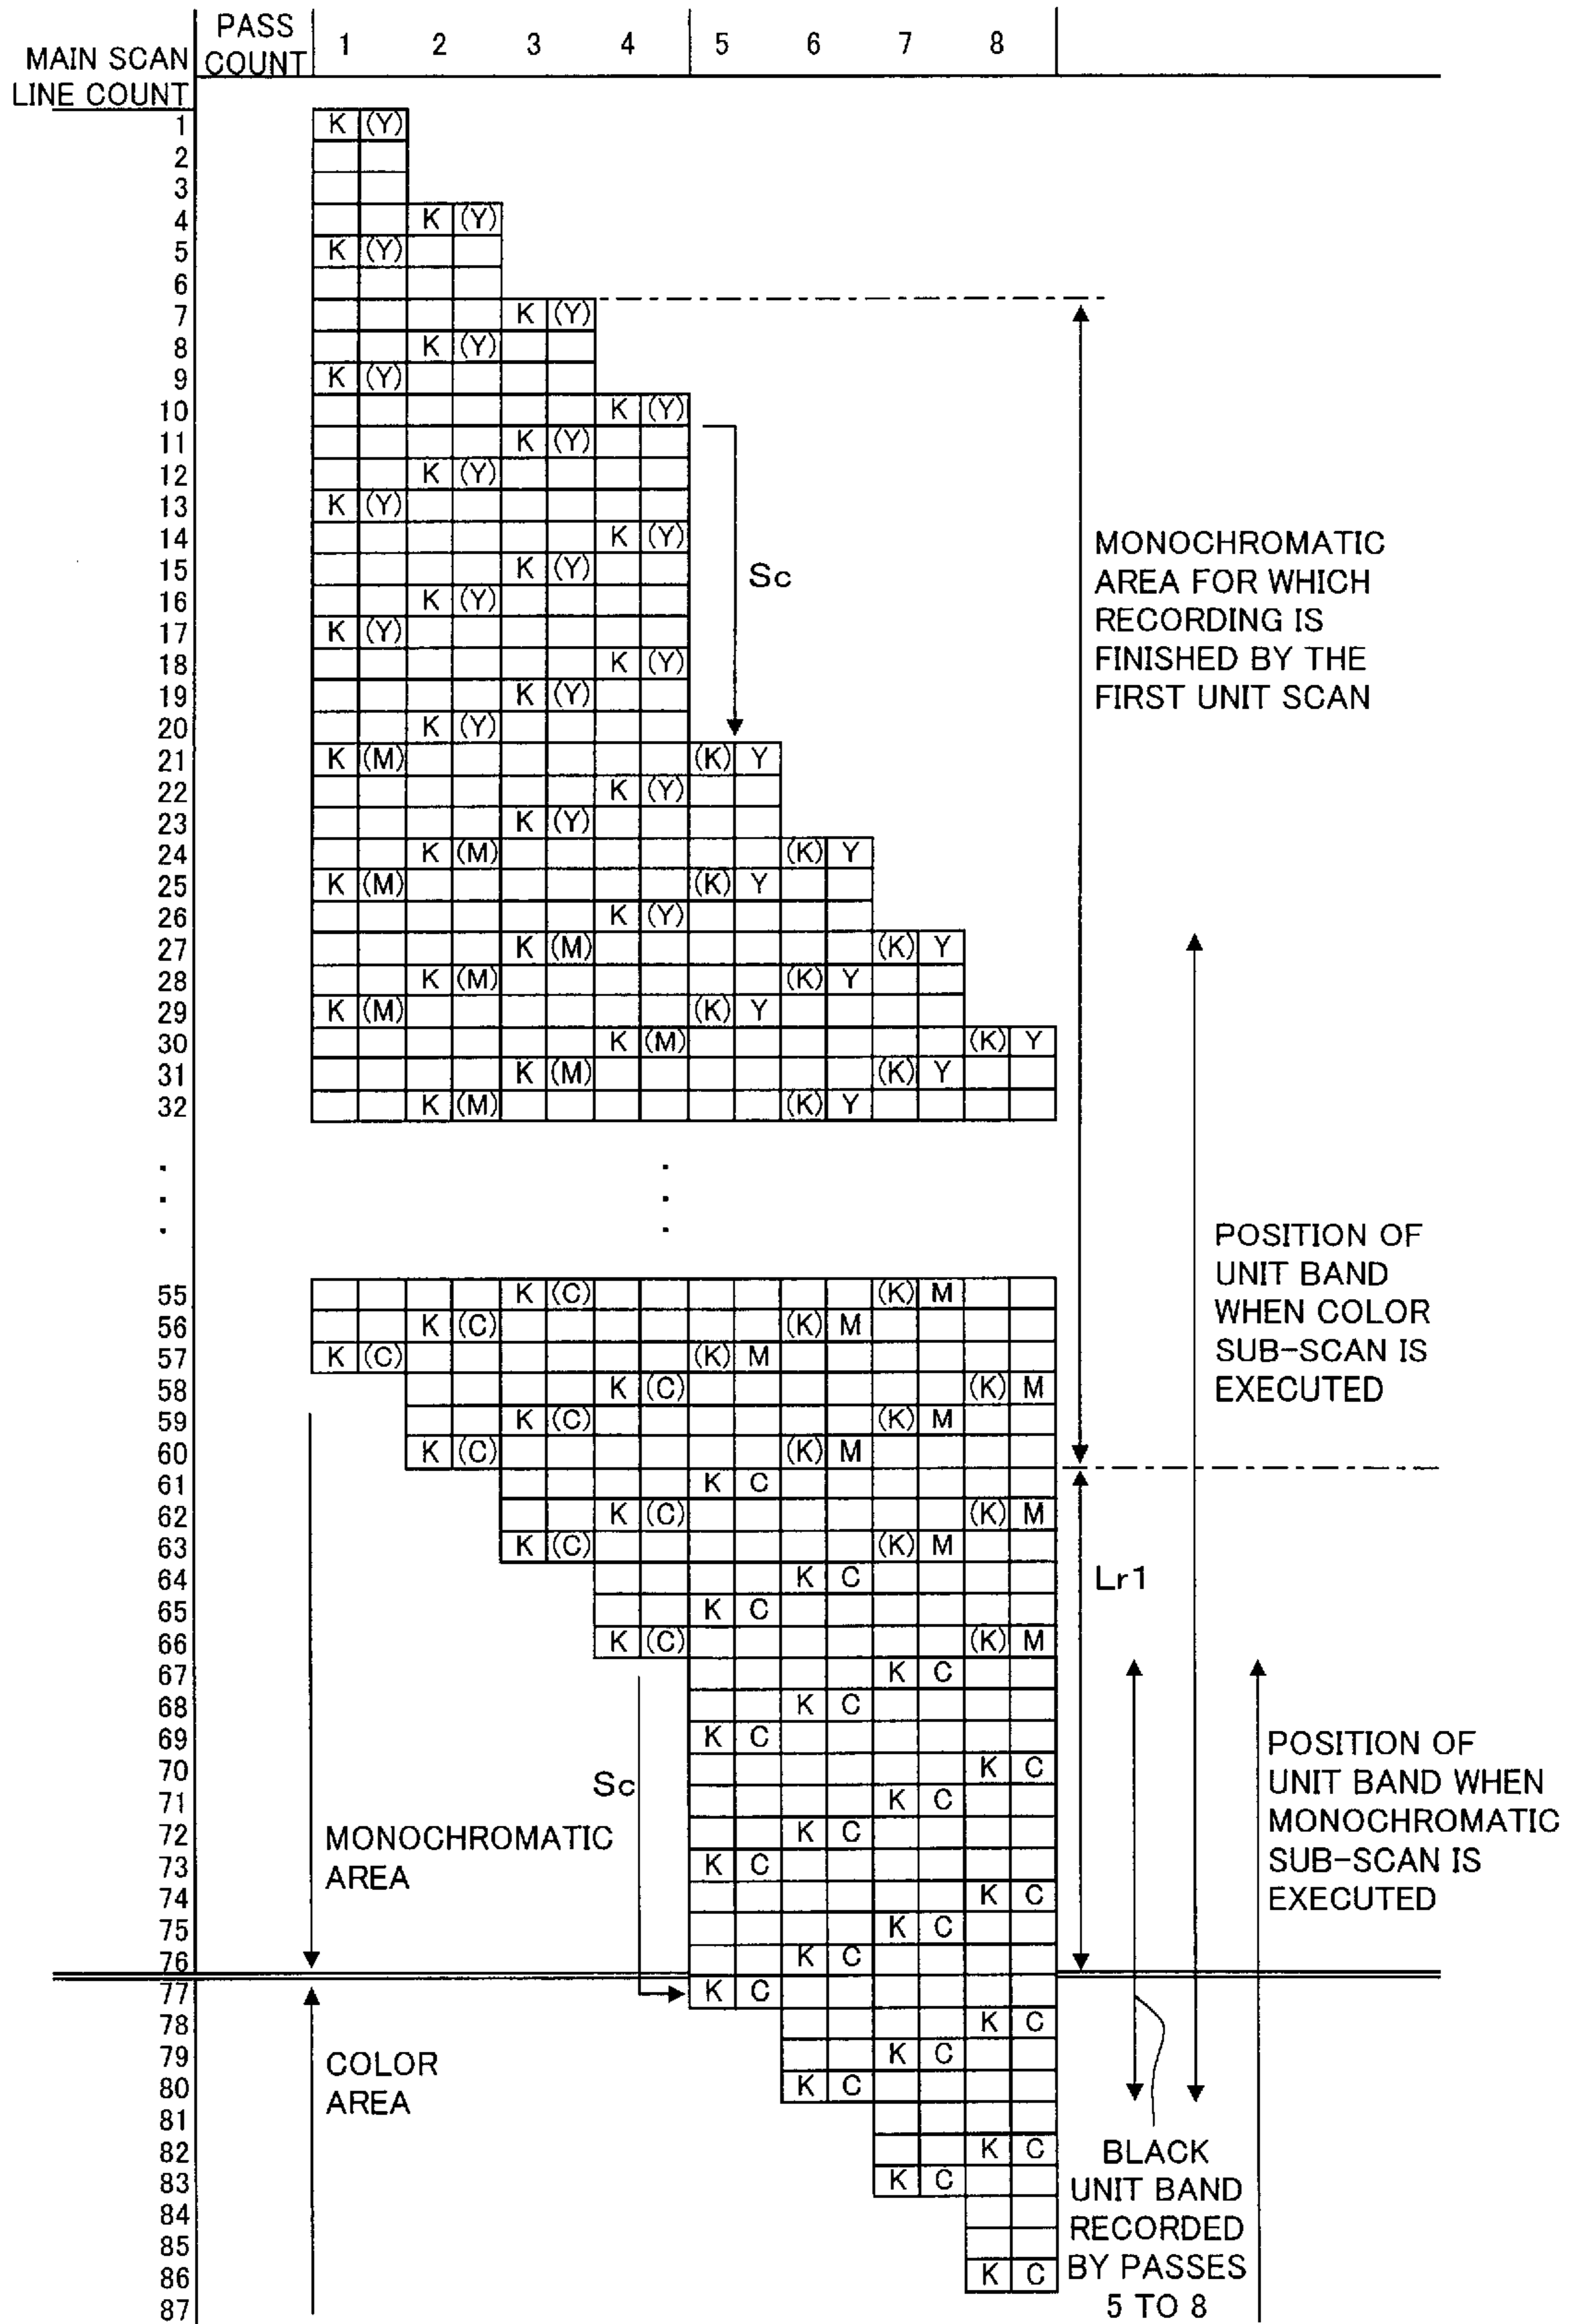 PASS
COUNT 1 2 3 4 5 6 7 8
MAIN SCAN
LINE COUNT
1 K (Y)
2
3
4 K (Y)
5 K (Y)
6
7 K (Y)
8 K (Y)
9 K (Y)
10 K (Y)
11 K (Y)
12 K (Y)
13 K (Y)
14 K (Y)
15 K (Y)
16 K (Y)
17 K (Y)
18 K (Y)
19 K (Y)
20 K (Y)
21 K (M) (K) Y
22 K (Y)
23 K (Y)
24 K (M) (K) Y
25 K (M) (K) Y
26 K (Y)
27 K (M) (K) Y
28 K (M) (K) Y
29 K (M) (K) Y
30 K (M) (K) Y
31 K (M) (K) Y
32 K (M) (K) Y
Sc
MONOCHROMATIC
AREA FOR WHICH
RECORDING IS
FINISHED BY THE
FIRST UNIT SCAN
55 K (C) (K) M
56 K (C) (K) M
57 K (C) (K) M
58 K (C) (K) M
59 K (C) (K) M
60 K (C) (K) M
61 K C
62 K (C) (K) M
63 K (C) (K) M
64 K C
65 K C
66 K (C) (K) M
67 K C
68 K C
69 K C
70 K C
71 K C
72 K C
73 K C
74 K C
75 K C
76 K C
77 K C
78 K C
79 K C
80 K C
81
82 K C
83 K C
84
85
86 K C
87
POSITION OF
UNIT BAND
WHEN COLOR
SUB-SCAN IS
EXECUTED
Lr1
Sc
MONOCHROMATIC
AREA
POSITION OF
UNIT BAND WHEN
MONOCHROMATIC
SUB-SCAN IS
EXECUTED
COLOR
AREA
BLACK
UNIT BAND
RECORDED
BY PASSES
5 TO 8